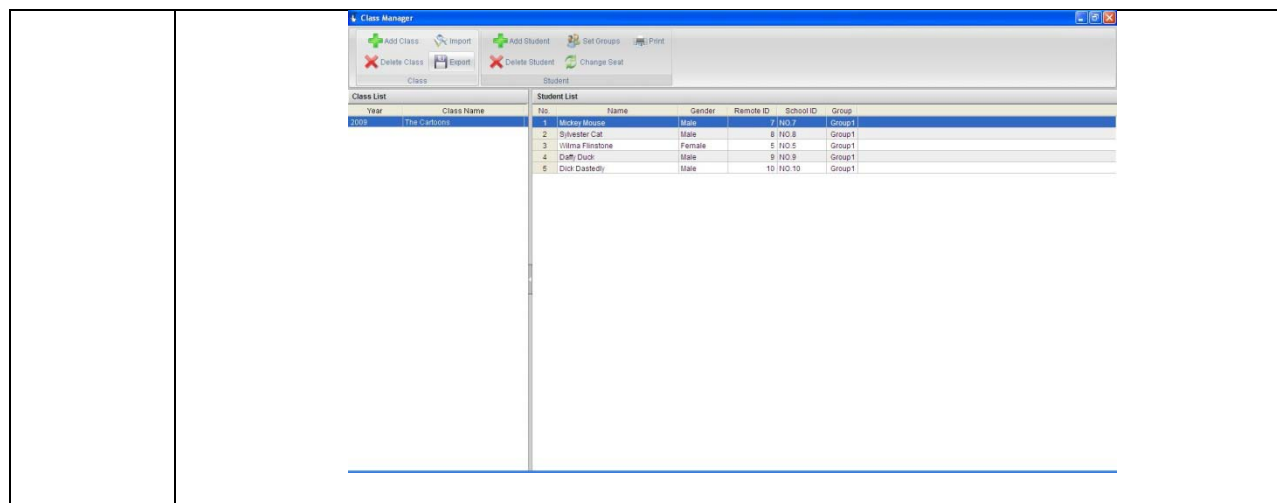 Class Manager
Add Class Import Add Student Set Groups Print
Delete Class Export Delete Student Change Seat
Class Student
Class List Student List
Year Class Name No. Name Gender Remote ID School ID Group
2009 The Cartoons 1 Mickey Mouse Male 7 NO.7 Group1
2 Sylvester Cat Male 8 NO.8 Group1
3 Wilma Flinstone Female 5 NO.5 Group1
4 Daffy Duck Male 9 NO.9 Group1
5 Dick Dastedly Male 10 NO.10 Group1